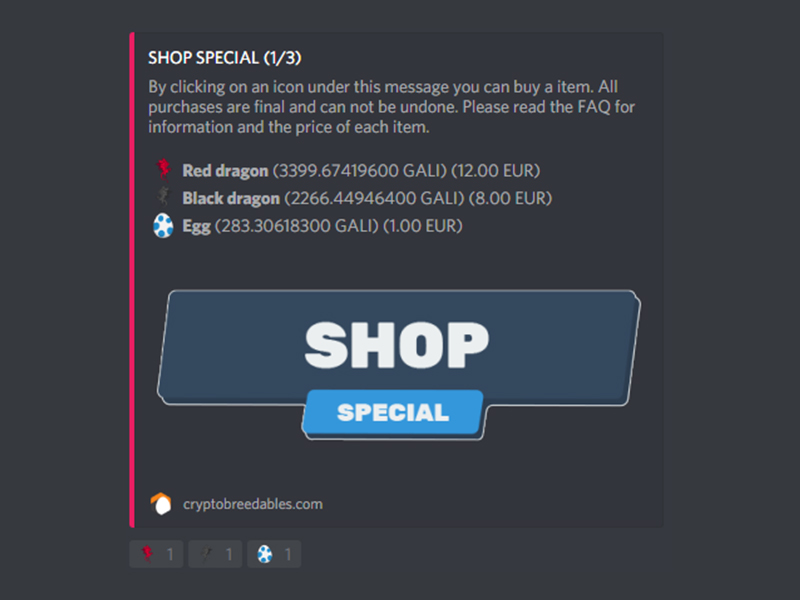 SHOP SPECIAL (1/3)
By clicking on an icon under this message you can buy a item. All
purchases are final and can not be undone. Please read the FAQ for
information and the price of each item.
Red dragon (3399.67419600 GALI) (12.00 EUR)
Black dragon (2266.44946400 GALI) (8.00 EUR)
Egg (283.30618300 GALI) (1.00 EUR)
SHOP
SPECIAL
cryptobreedables.com
1 1 1